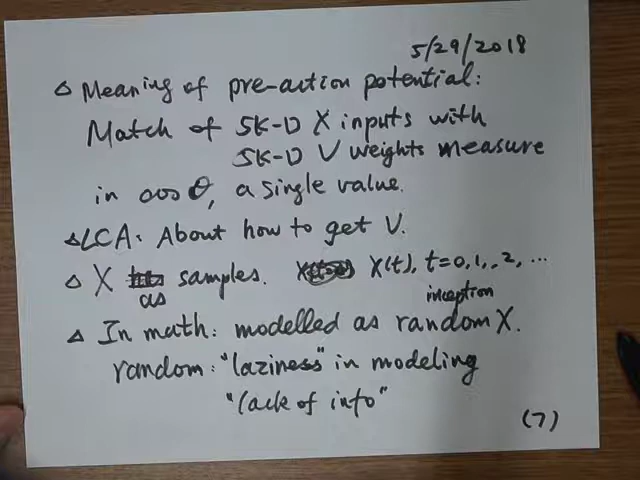 5/29/2018
△ Meaning of pre-action potential:
Match of 5K-D X inputs with
5K-D V weights measure
in cos θ, a single value.
△ LCA: About how to get V.
△ X as samples. X(t), t=0,1,,2, ...
inception
△ In math: modelled as random X.
random: "laziness" in modeling
"lack of info"
(7)